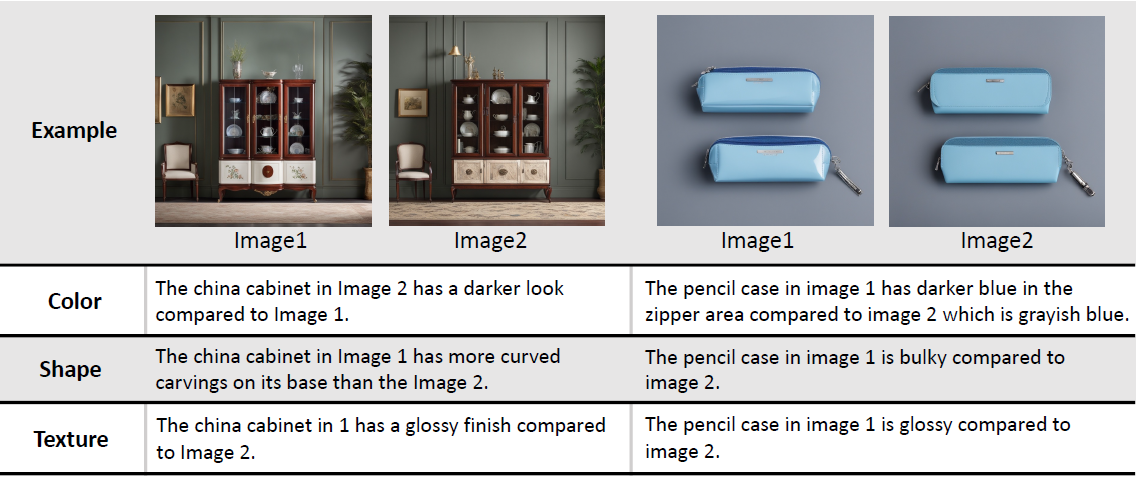 Example
Image1
Image2
Image1
Image2
Color
The china cabinet in Image 2 has a darker look
compared to Image 1.
The pencil case in image 1 has darker blue in the
zipper area compared to image 2 which is grayish blue.
Shape
The china cabinet in Image 1 has more curved
carvings on its base than the Image 2.
The pencil case in image 1 is bulky compared to
image 2.
Texture
The china cabinet in 1 has a glossy finish compared
to Image 2.
The pencil case in image 1 is glossy compared to
image 2.